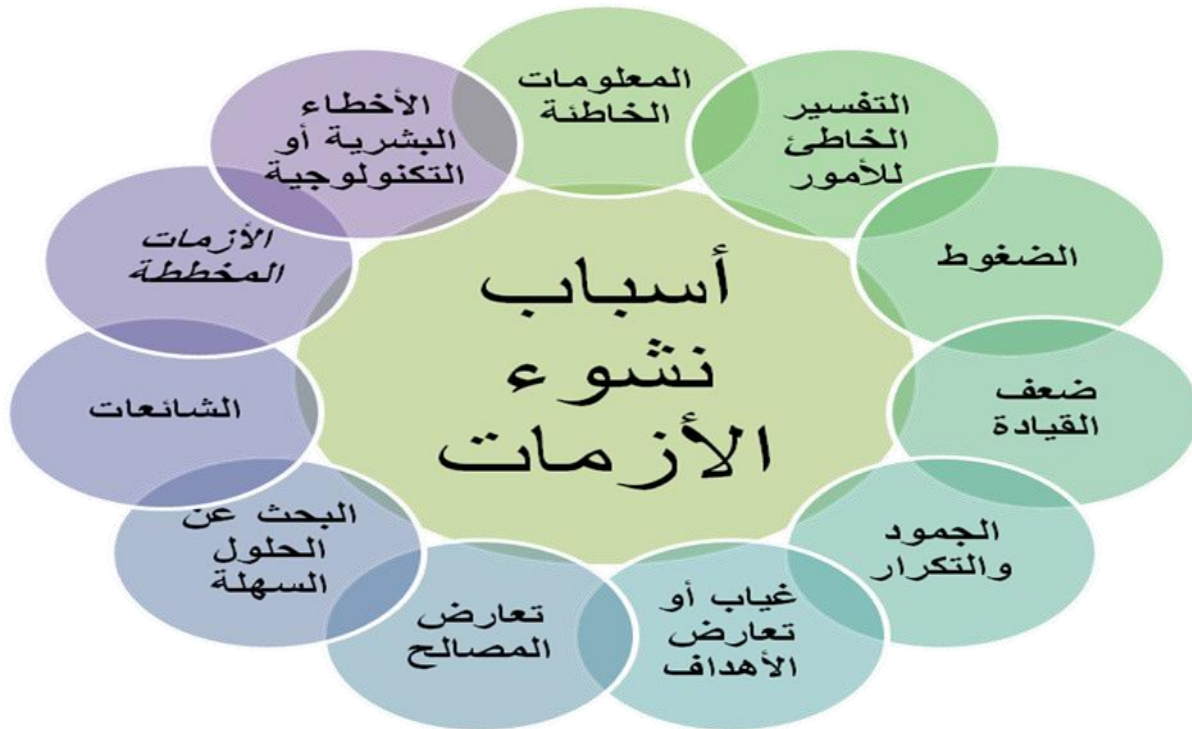 أسباب
نشوء
الأزمات
المعلومات
الخاطئة
التفسير
الخاطئ
للأمور
الضغوط
ضعف
القيادة
الجمود
والتكرار
غياب أو
تعارض
الأهداف
تعارض
المصالح
البحث عن
الحلول
السهلة
الشائعات
الأزمات
المخططة
الأخطاء
البشرية أو
التكنولوجية